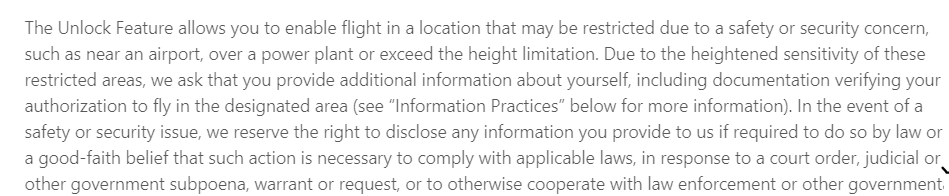 The Unlock Feature allows you to enable flight in a location that may be restricted due to a safety or security concern,
such as near an airport, over a power plant or exceed the height limitation. Due to the heightened sensitivity of these
restricted areas, we ask that you provide additional information about yourself, including documentation verifying your
authorization to fly in the designated area (see “Information Practices” below for more information). In the event of a
safety or security issue, we reserve the right to disclose any information you provide to us if required to do so by law or
a good-faith belief that such action is necessary to comply with applicable laws, in response to a court order, judicial or
other government subpoena, warrant or request, or to otherwise cooperate with law enforcement or other government